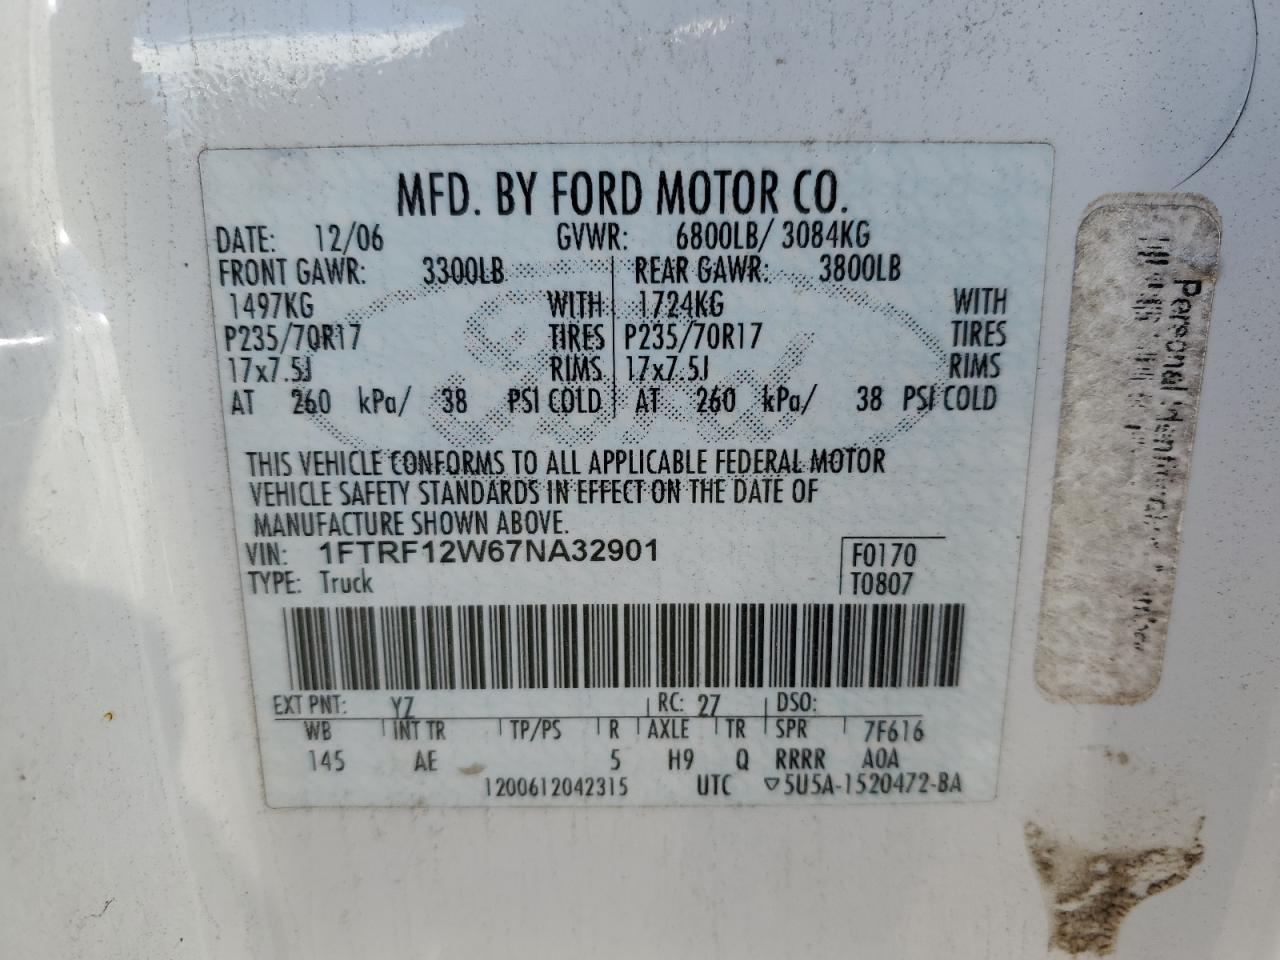 MFD. BY FORD MOTOR CO.
DATE: 12/06 GVWR: 6800LB/ 3084KG
FRONT GAWR: 3300LB REAR GAWR: 3800LB
1497KG WITH 1724KG WITH
P235/70R17 TIRES P235/70R17 TIRES
17x7.5J RIMS 17x7.5J RIMS
AT 260 kPa/ 38 PSI COLD AT 260 kPa/ 38 PSI COLD
THIS VEHICLE CONFORMS TO ALL APPLICABLE FEDERAL MOTOR
VEHICLE SAFETY STANDARDS IN EFFECT ON THE DATE OF
MANUFACTURE SHOWN ABOVE.
VIN: 1FTRF12W67NA32901 F0170
TYPE: Truck T0807
EXT PNT: YZ RC: 27 DSO:
WB INT TR TP/PS R AXLE TR SPR 7F616
145 AE 5 H9 Q RRRR A0A
1200612042315 UTC ▽5U5A-1520472-BA
Personal